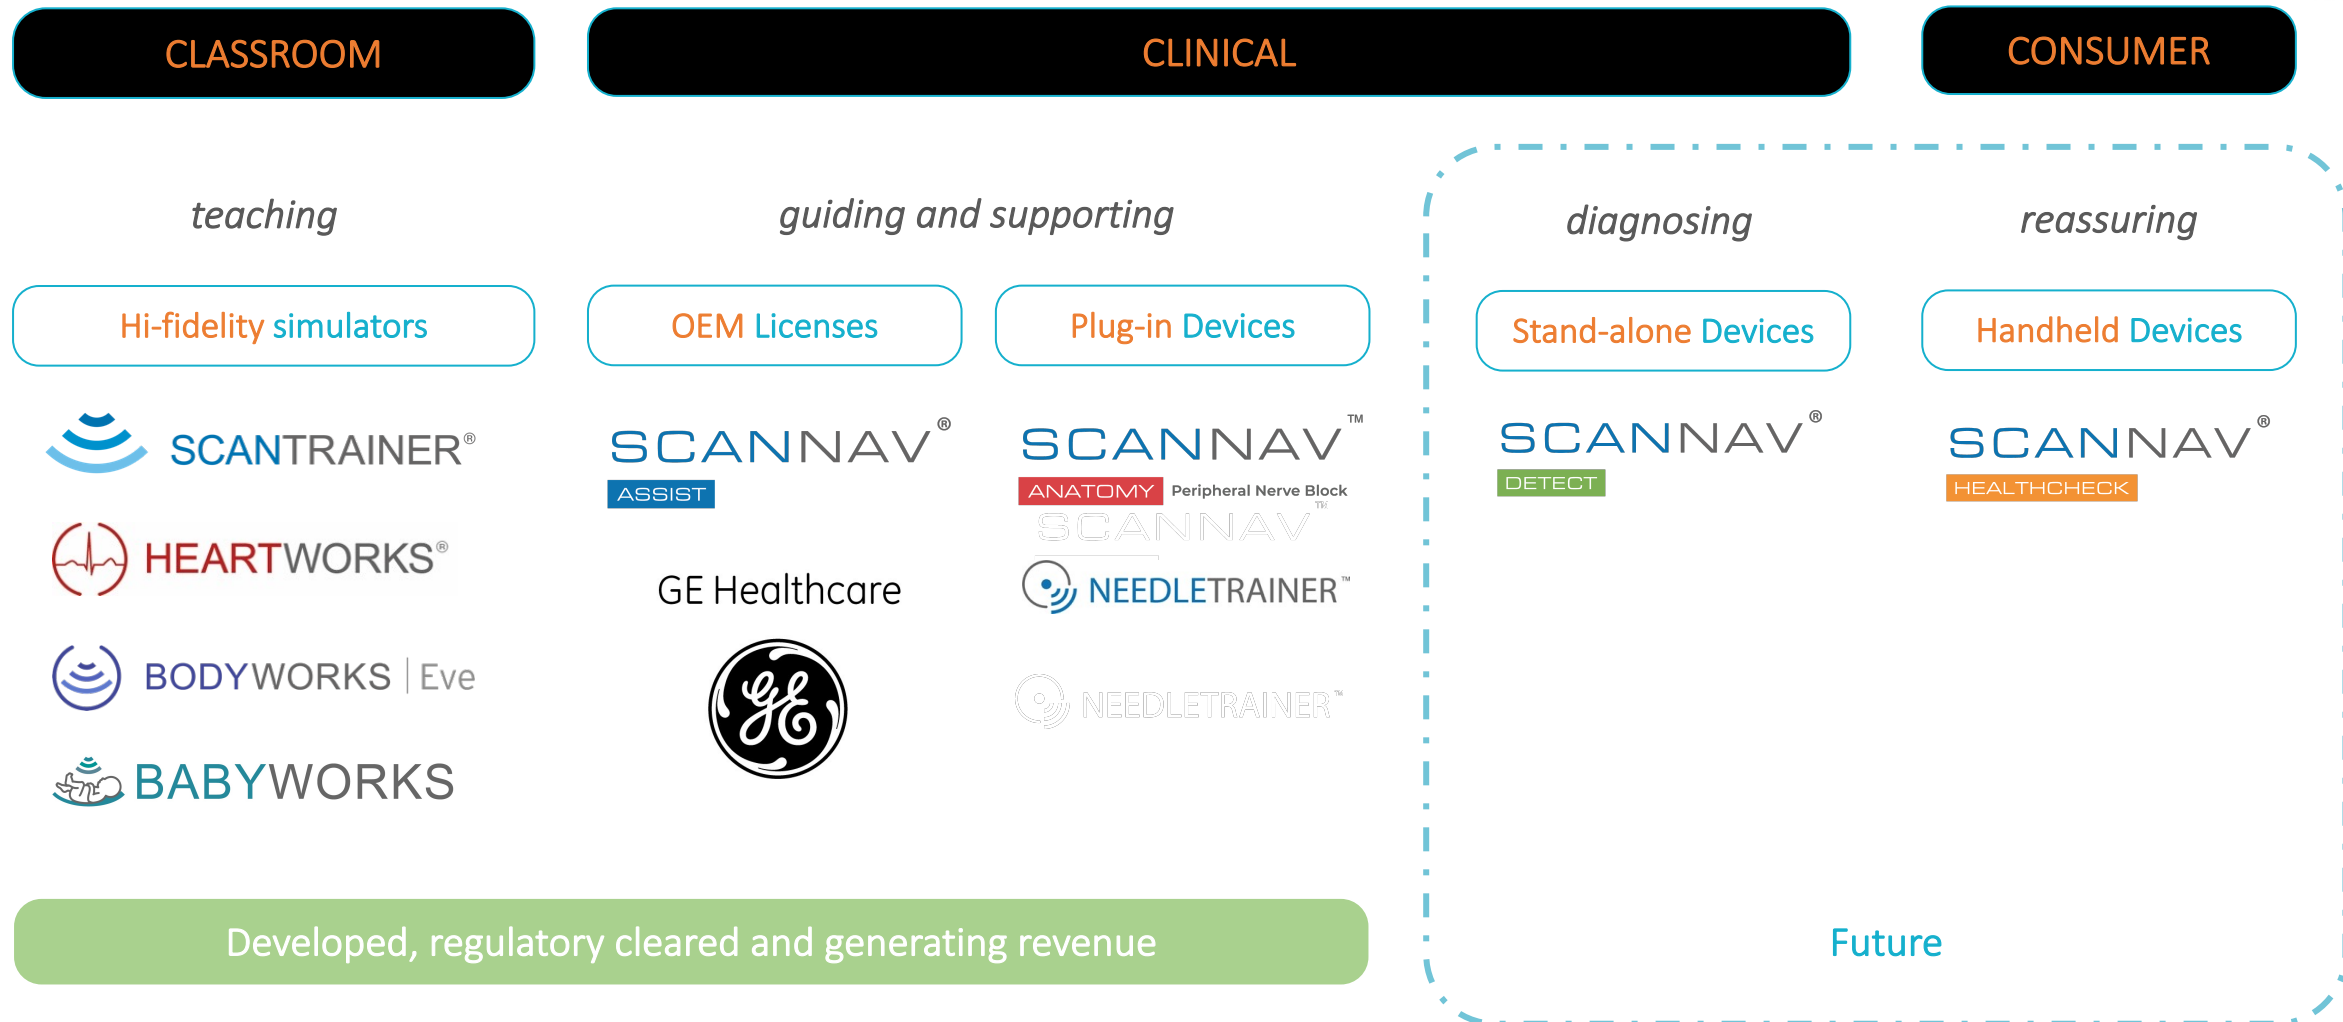 CLASSROOM
CLINICAL
CONSUMER
teaching
guiding and supporting
diagnosing
reassuring
Hi-fidelity simulators
OEM Licenses
Plug-in Devices
Stand-alone Devices
Handheld Devices
SCANTRAINER®
HEARTWORKS®
BODYWORKS | Eve
BABYWORKS
SCANNAV®
ASSIST
GE Healthcare
GE
SCANNAV™
ANATOMY Peripheral Nerve Block
SCANNAV™
NEEDLETRAINER™
NEEDLETRAINER™
SCANNAV®
DETECT
SCANNAV®
HEALTHCHECK
Developed, regulatory cleared and generating revenue
Future